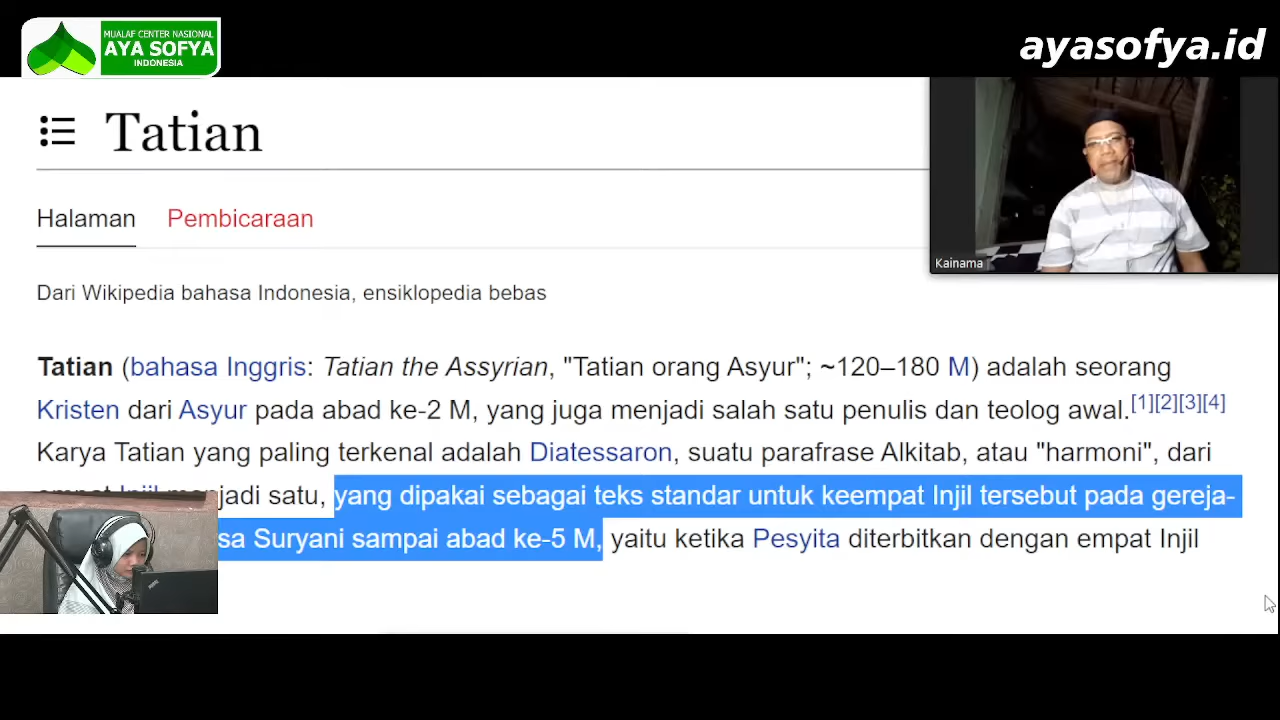 MUALAF CENTER NASIONAL
AYA SOFYA
INDONESIA
ayasofya.id
Tatian
Kainama
Halaman Pembicaraan
Dari Wikipedia bahasa Indonesia, ensiklopedia bebas
Tatian (bahasa Inggris: Tatian the Assyrian, "Tatian orang Asyur"; ~120–180 M) adalah seorang
Kristen dari Asyur pada abad ke-2 M, yang juga menjadi salah satu penulis dan teolog awal.[1][2][3][4]
Karya Tatian yang paling terkenal adalah Diatessaron, suatu parafrase Alkitab, atau "harmoni", dari
empat Injil menjadi satu, yang dipakai sebagai teks standar untuk keempat Injil tersebut pada gereja-
sa Suryani sampai abad ke-5 M, yaitu ketika Pesyita diterbitkan dengan empat Injil